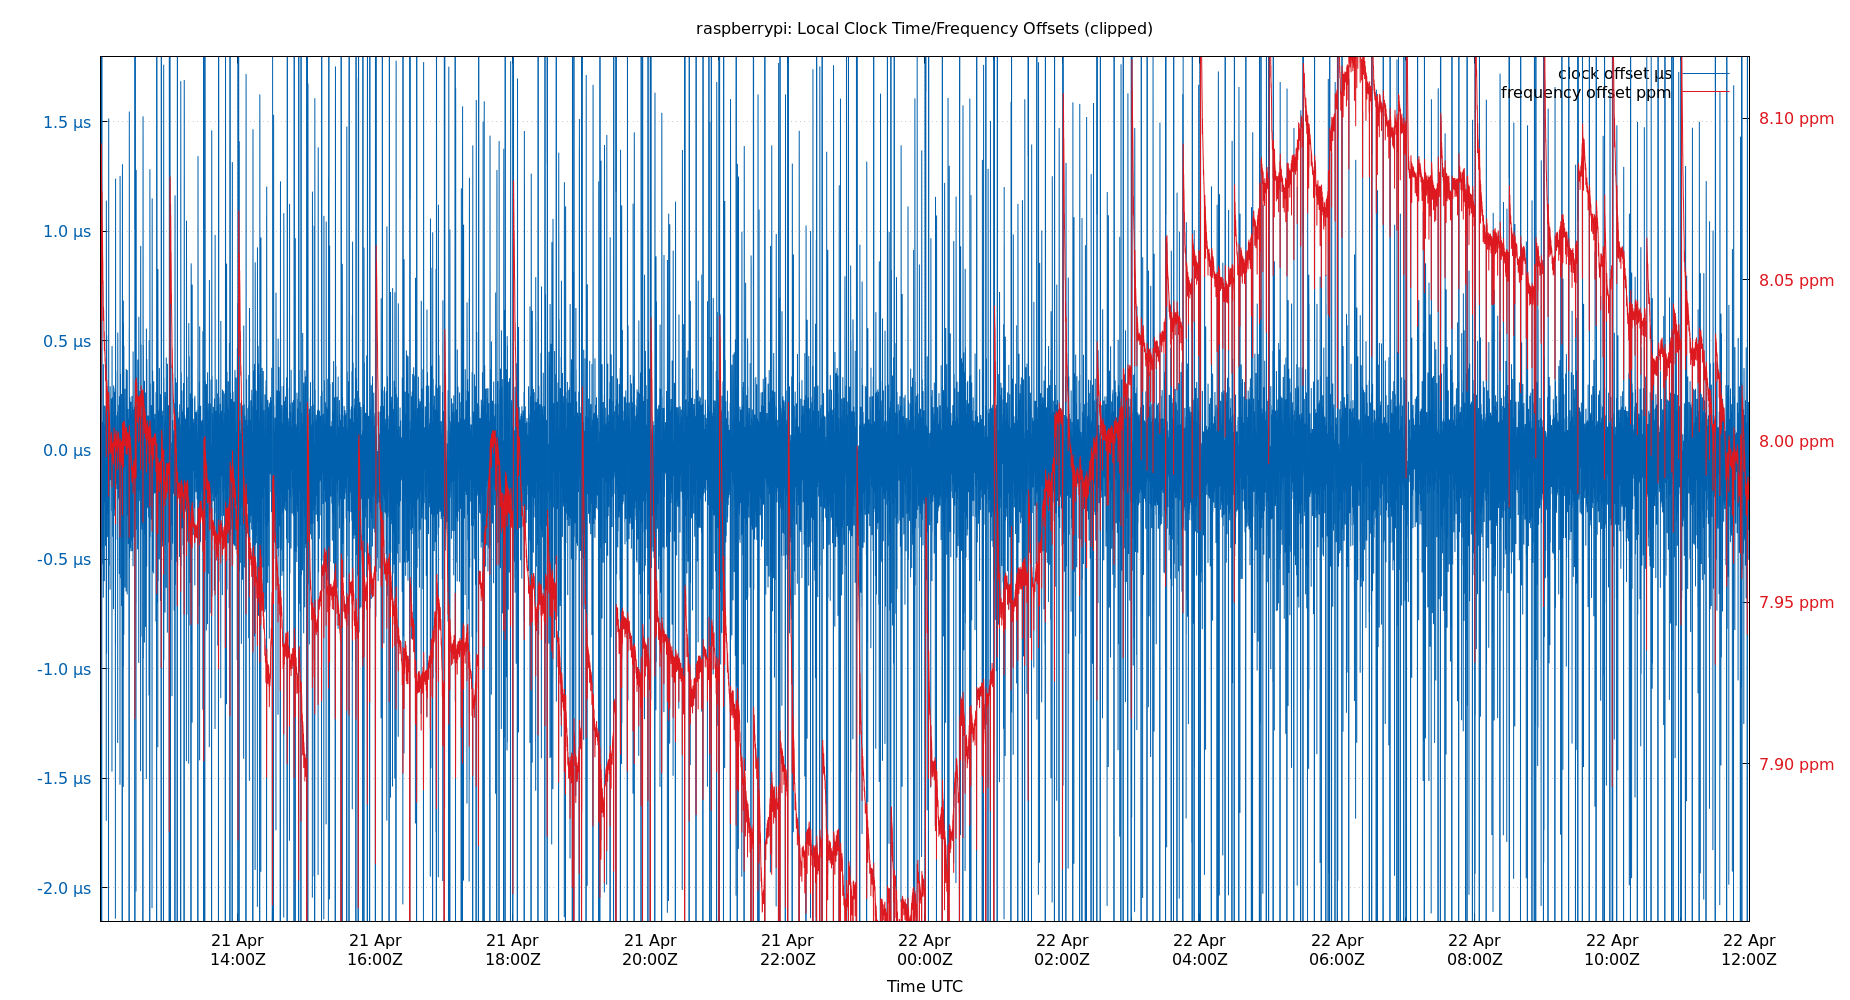 raspberrypi: Local Clock Time/Frequency Offsets (clipped)
clock offset µs
frequency offset ppm
1.5 µs
1.0 µs
0.5 µs
0.0 µs
-0.5 µs
-1.0 µs
-1.5 µs
-2.0 µs
8.10 ppm
8.05 ppm
8.00 ppm
7.95 ppm
7.90 ppm
21 Apr 21 Apr 21 Apr 21 Apr 21 Apr 22 Apr 22 Apr 22 Apr 22 Apr 22 Apr 22 Apr 22 Apr
14:00Z 16:00Z 18:00Z 20:00Z 22:00Z 00:00Z 02:00Z 04:00Z 06:00Z 08:00Z 10:00Z 12:00Z
Time UTC